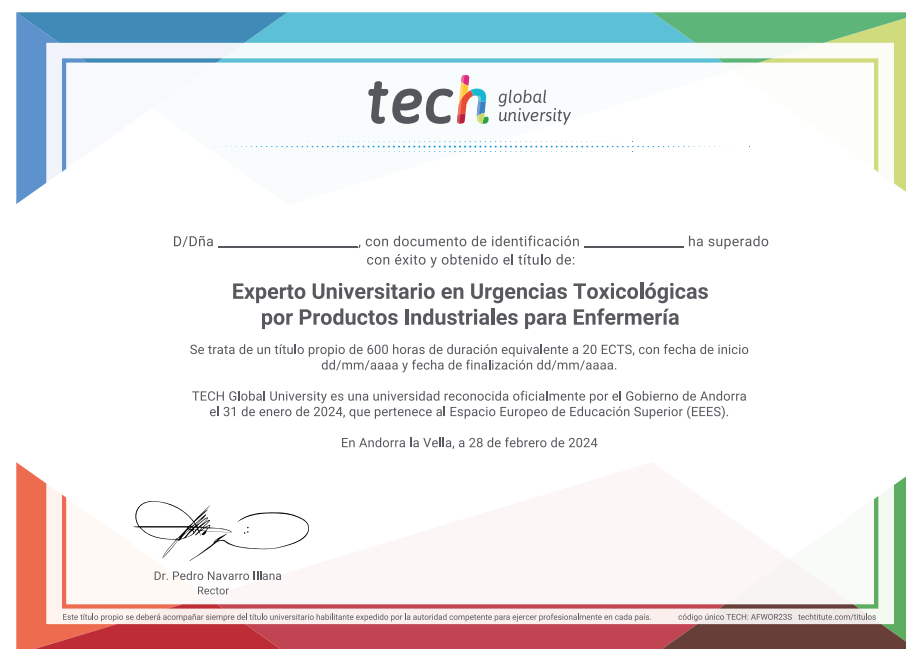 tech global
university
D/Dña ____________________, con documento de identificación ______________ ha superado
con éxito y obtenido el título de:
Experto Universitario en Urgencias Toxicológicas
por Productos Industriales para Enfermería
Se trata de un título propio de 600 horas de duración equivalente a 20 ECTS, con fecha de inicio
dd/mm/aaaa y fecha de finalización dd/mm/aaaa.
TECH Global University es una universidad reconocida oficialmente por el Gobierno de Andorra
el 31 de enero de 2024, que pertenece al Espacio Europeo de Educación Superior (EEES).
En Andorra la Vella, a 28 de febrero de 2024
Dr. Pedro Navarro Illana
Rector
Este título propio se deberá acompañar siempre del título universitario habilitante expedido por la autoridad competente para ejercer profesionalmente en cada país. código único TECH: AFWOR23S techtitute.com/titulos